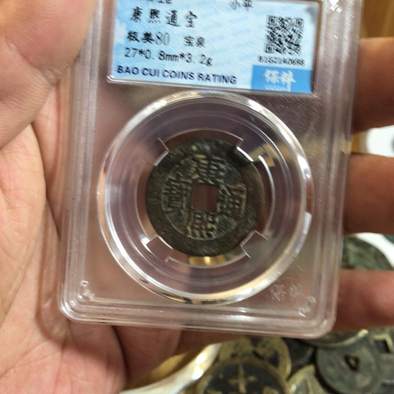 小平
康熙通宝
极美80 宝泉
27*0.8mm*3.2g
BAO CUI COINS RATING
保粹
康熙通寳